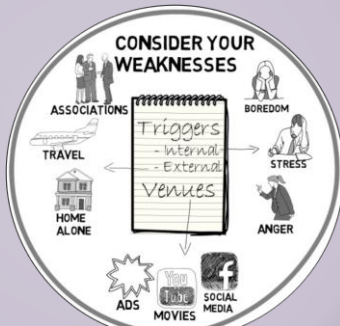 CONSIDER YOUR
WEAKNESSES
ASSOCIATIONS
BOREDOM
Triggers
- Internal
- External
Venues
TRAVEL
STRESS
HOME
ALONE
ANGER
ADS
You
Tube
MOVIES
f
SOCIAL
MEDIA